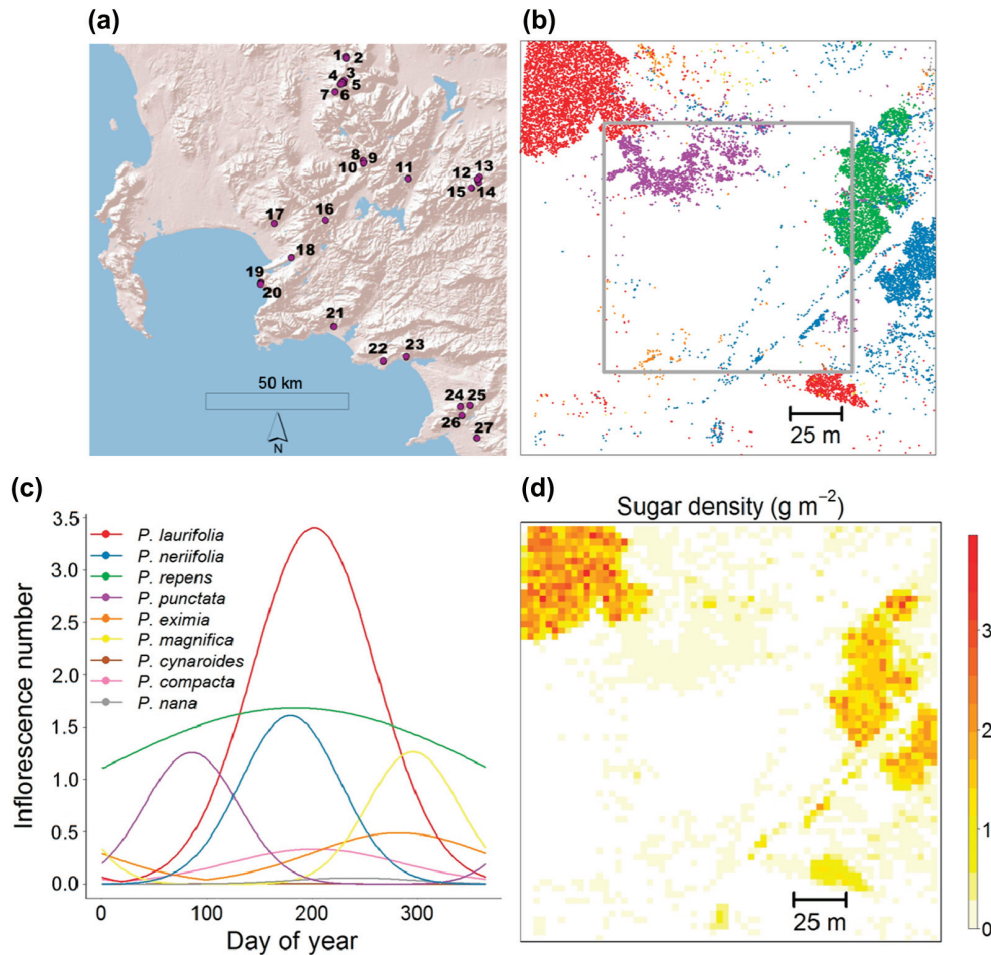 (a)
1 2
4 3
5
7 6
8 9
10
11
13
12
15 14
16
17
18
19
20
21
22 23
24 25
26
27
50 km
N
(b)
25 m
(c)
3.5
3.0
2.5
2.0
1.5
1.0
0.5
0.0
Inflorescence number
P. laurifolia
P. neriifolia
P. repens
P. punctata
P. eximia
P. magnifica
P. cynaroides
P. compacta
P. nana
0 100 200 300
Day of year
(d)
Sugar density (g m⁻²)
25 m
3
2
1
0